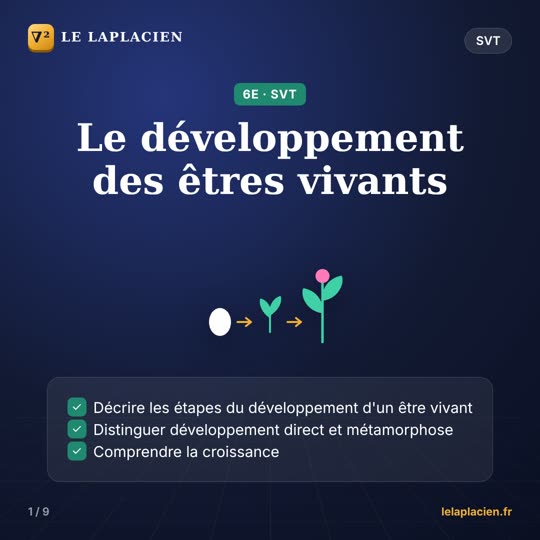 ∇² LE LAPLACIEN
SVT
6E · SVT
Le développement
des êtres vivants
Décrire les étapes du développement d'un être vivant
Distinguer développement direct et métamorphose
Comprendre la croissance
1 / 9
lelaplacien.fr